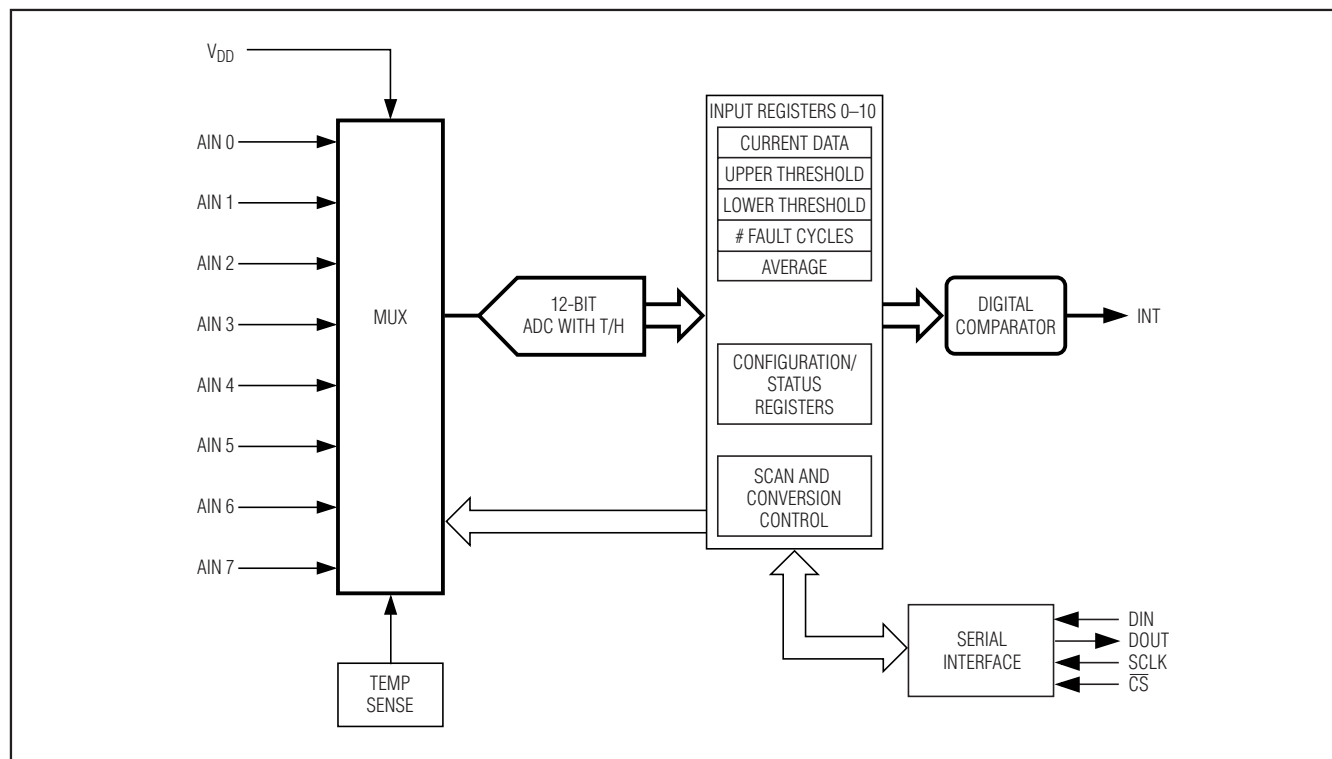 VDD
AIN 0
AIN 1
AIN 2
AIN 3
AIN 4
AIN 5
AIN 6
AIN 7
MUX
TEMP
SENSE
12-BIT
ADC WITH T/H
INPUT REGISTERS 0–10
CURRENT DATA
UPPER THRESHOLD
LOWER THRESHOLD
# FAULT CYCLES
AVERAGE
CONFIGURATION/
STATUS
REGISTERS
SCAN AND
CONVERSION
CONTROL
DIGITAL
COMPARATOR
INT
SERIAL
INTERFACE
DIN
DOUT
SCLK
C̅S̅